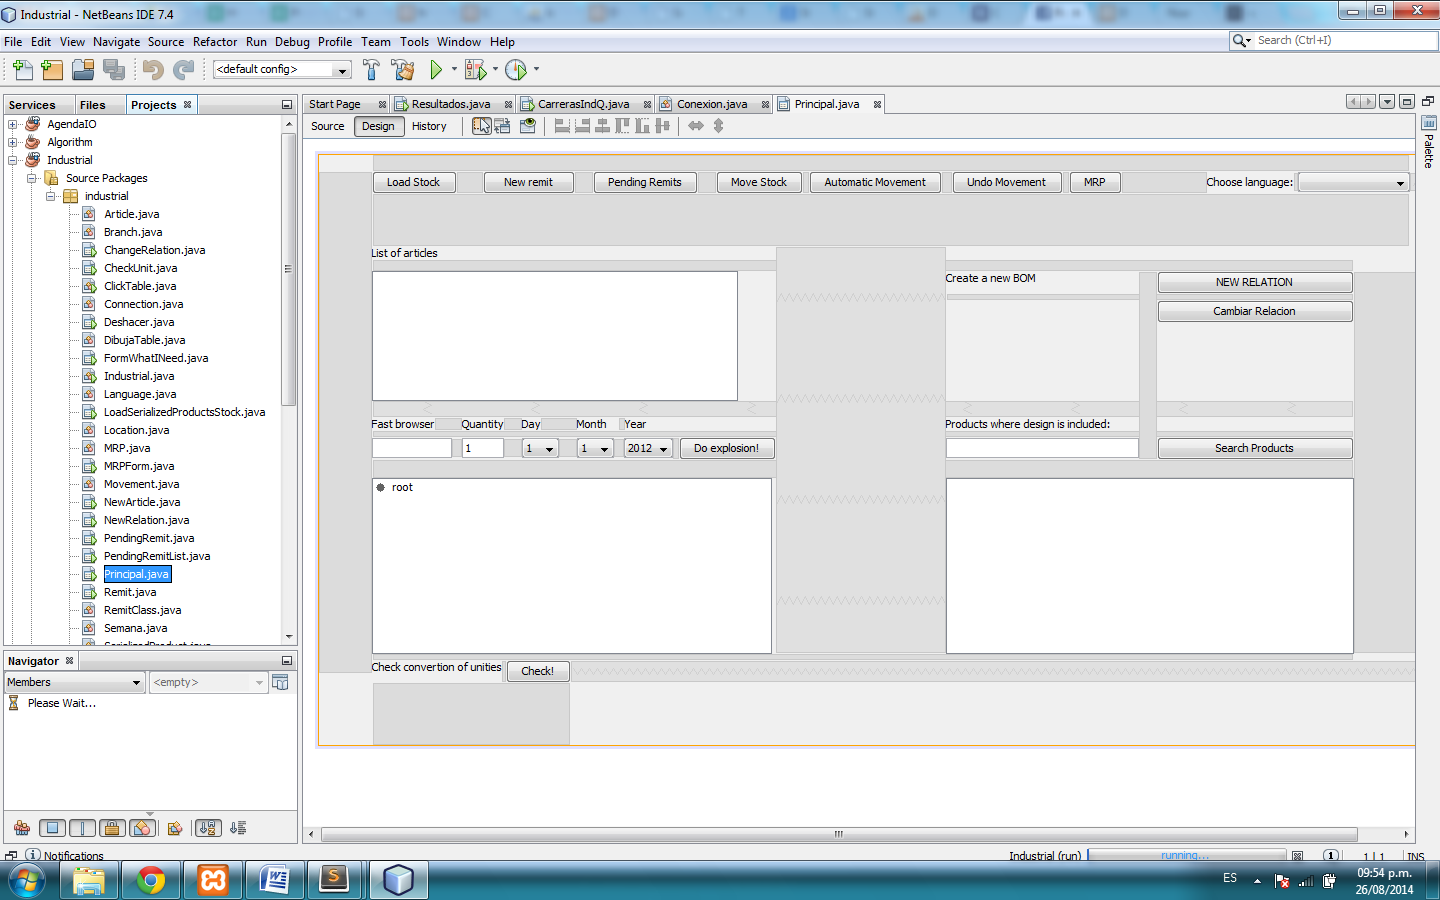 Industrial - NetBeans IDE 7.4
File Edit View Navigate Source Refactor Run Debug Profile Team Tools Window Help
Search (Ctrl+I)
<default config>
Services Files Projects
Start Page Resultados.java CarrerasIndQ.java Conexion.java Principal.java
Source Design History
AgendaIO
Algorithm
Industrial
Source Packages
industrial
Article.java
Branch.java
ChangeRelation.java
CheckUnit.java
ClickTable.java
Connection.java
Deshacer.java
DibujaTable.java
FormWhatINeed.java
Industrial.java
Language.java
LoadSerializedProductsStock.java
Location.java
MRP.java
MRPForm.java
Movement.java
NewArticle.java
NewRelation.java
PendingRemit.java
PendingRemitList.java
Principal.java
Remit.java
RemitClass.java
Semana.java
SerializedProduct.java
Navigator
Members <empty>
Please Wait...
Load Stock New remit Pending Remits Move Stock Automatic Movement Undo Movement MRP Choose language:
List of articles
Create a new BOM NEW RELATION
Cambiar Relacion
Fast browser Quantity Day Month Year Products where design is included:
1 1 1 2012 Do explosion! Search Products
root
Check convertion of unities Check!
Palette
Notifications Industrial (run) running... 1 1 | 1 INS
ES 09:54 p.m.
26/08/2014